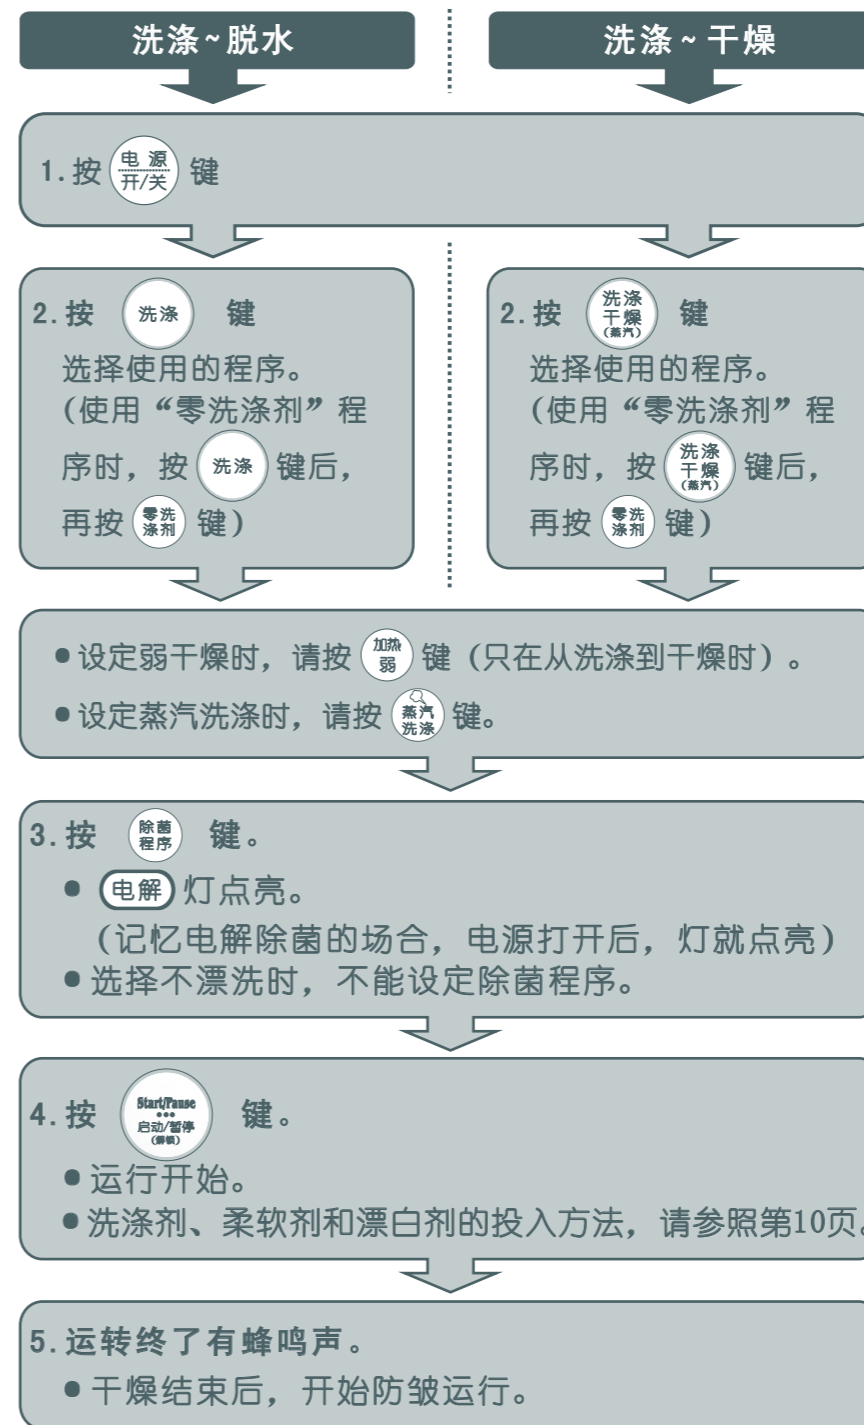 洗涤~脱水
洗涤~干燥
1.按 电源 开/关 键
2.按 洗涤 键
选择使用的程序。
(使用“零洗涤剂”程
序时，按 洗涤 键后，
再按 零洗涤剂 键)
2.按 洗涤干燥(蒸汽) 键
选择使用的程序。
(使用“零洗涤剂”程
序时，按 洗涤干燥(蒸汽) 键后，
再按 零洗涤剂 键)
●设定弱干燥时，请按 加热弱 键（只在从洗涤到干燥时）。
●设定蒸汽洗涤时，请按 蒸汽洗涤 键。
3.按 除菌程序 键。
● 电解 灯点亮。
(记忆电解除菌的场合，电源打开后，灯就点亮)
●选择不漂洗时，不能设定除菌程序。
4.按 Start/Pause 启动/暂停 (解锁) 键。
●运行开始。
●洗涤剂、柔软剂和漂白剂的投入方法，请参照第10页。
5.运转终了有蜂鸣声。
●干燥结束后，开始防皱运行。